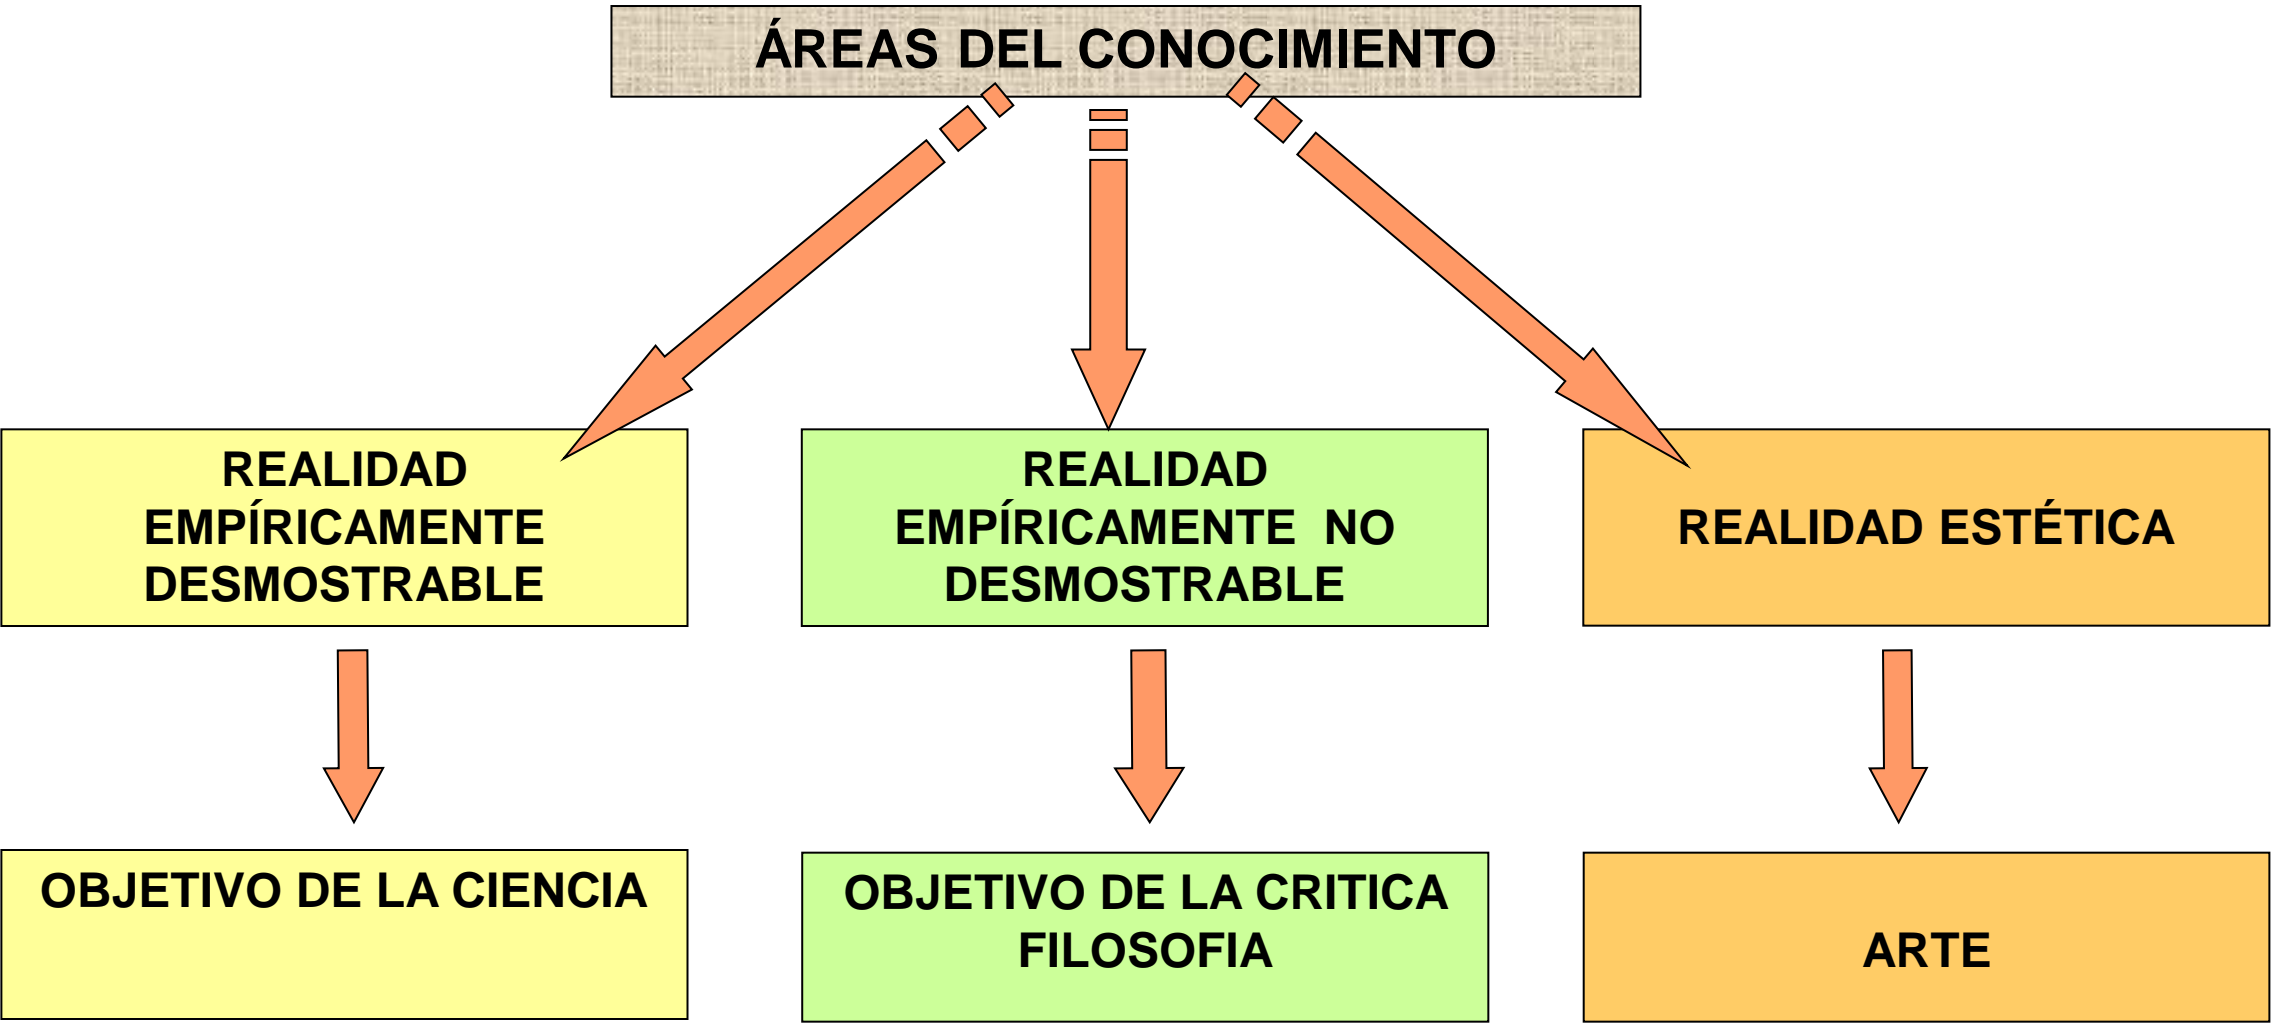 ÁREAS DEL CONOCIMIENTO
REALIDAD
EMPÍRICAMENTE
DESMOSTRABLE
REALIDAD
EMPÍRICAMENTE NO
DESMOSTRABLE
REALIDAD ESTÉTICA
OBJETIVO DE LA CIENCIA
OBJETIVO DE LA CRITICA
FILOSOFIA
ARTE